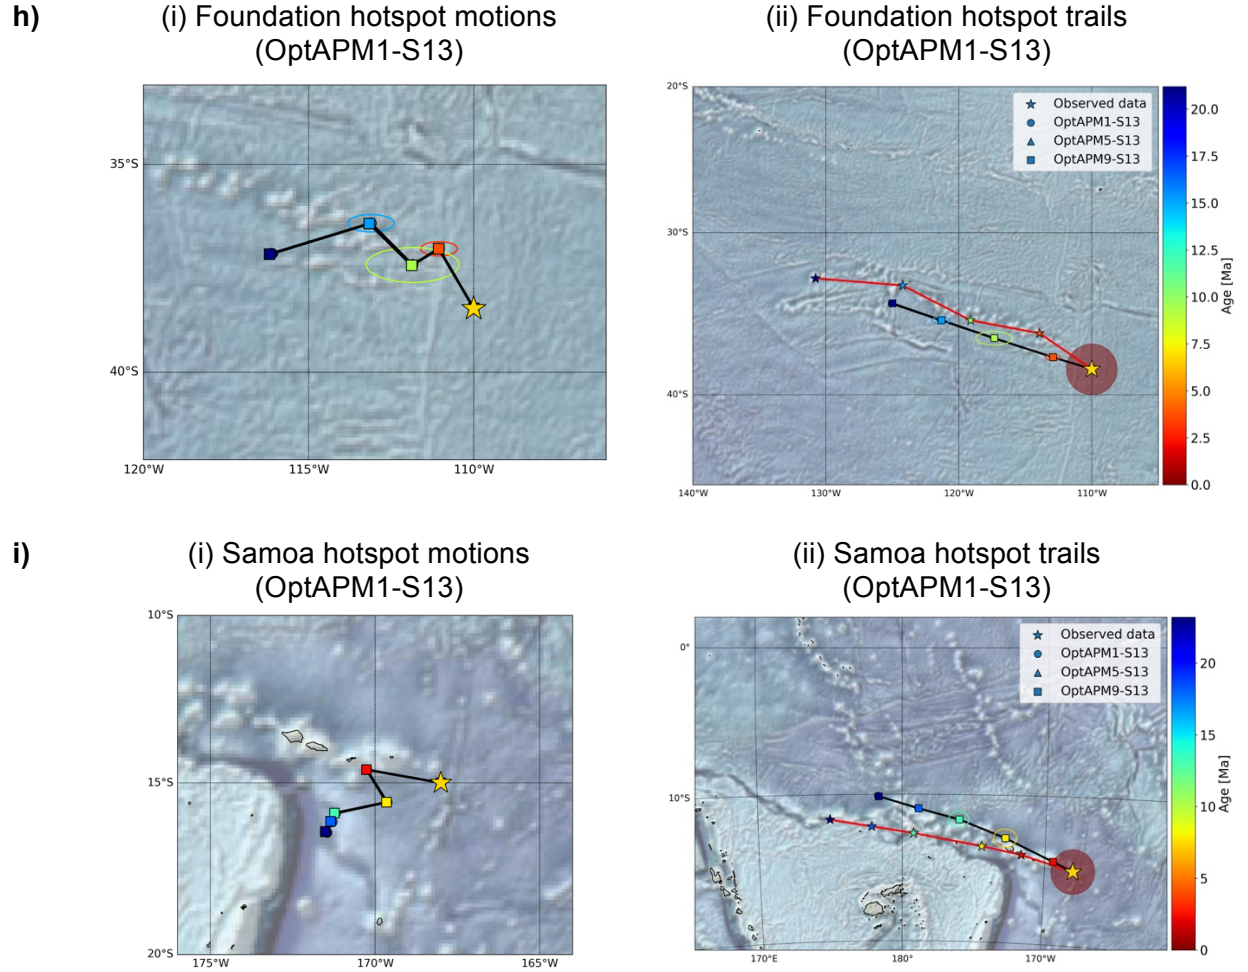 h)
(i) Foundation hotspot motions
(OptAPM1-S13)
(ii) Foundation hotspot trails
(OptAPM1-S13)
35°S
40°S
120°W
115°W
110°W
20°S
30°S
40°S
140°W
130°W
120°W
110°W
Observed data
OptAPM1-S13
OptAPM5-S13
OptAPM9-S13
20.0
17.5
15.0
12.5
10.0
7.5
5.0
2.5
0.0
Age [Ma]
i)
(i) Samoa hotspot motions
(OptAPM1-S13)
(ii) Samoa hotspot trails
(OptAPM1-S13)
10°S
15°S
20°S
175°W
170°W
165°W
0°
10°S
170°E
180°
170°W
Observed data
OptAPM1-S13
OptAPM5-S13
OptAPM9-S13
20
15
10
5
0
Age [Ma]